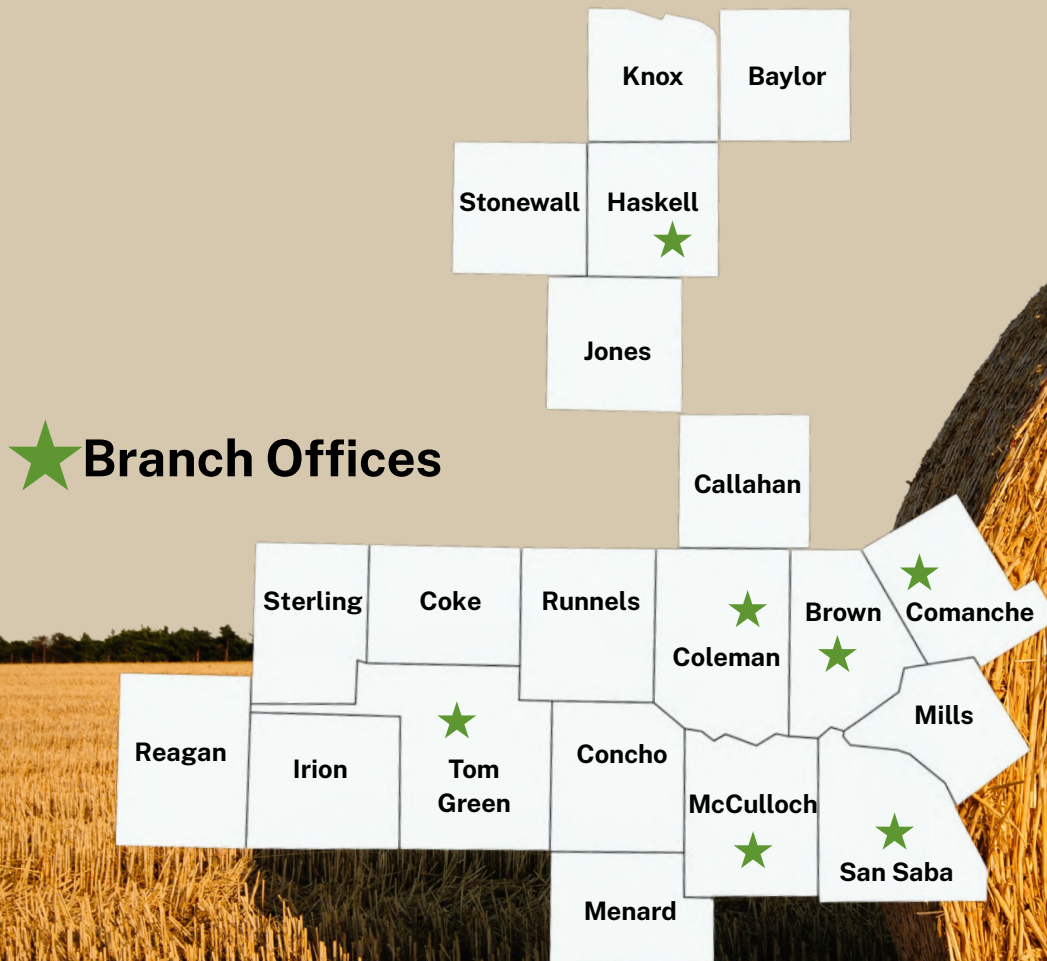 Knox
Baylor
Stonewall
Haskell
Jones
Branch Offices
Callahan
Sterling
Coke
Runnels
Coleman
Brown
Comanche
Reagan
Irion
Tom
Green
Concho
McCulloch
Mills
San Saba
Menard